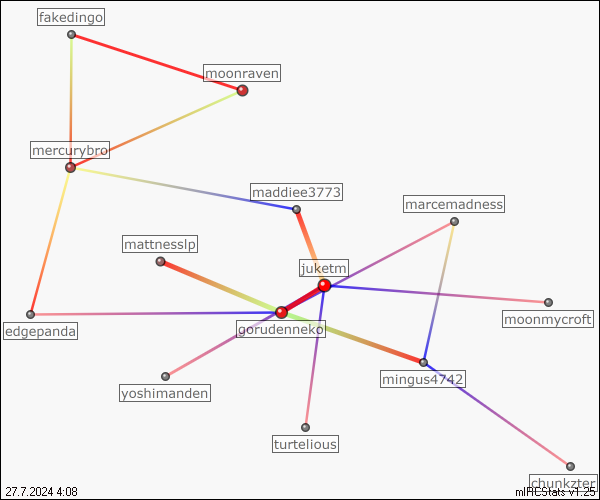 fakedingo
moonraven
mercurybro
maddiee3773
marcemadness
mattnesslp
juketm
moonmycroft
gorudenneko
edgepanda
mingus4742
yoshimanden
turtelious
chunkzter
27.7.2024 4:08
mIRCStats v1.25